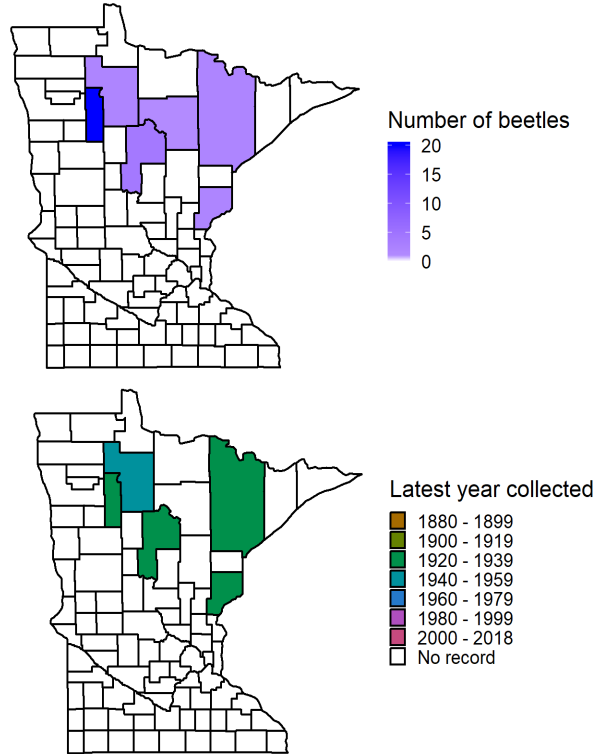 Number of beetles
20
15
10
5
0
Latest year collected
1880 - 1899
1900 - 1919
1920 - 1939
1940 - 1959
1960 - 1979
1980 - 1999
2000 - 2018
No record